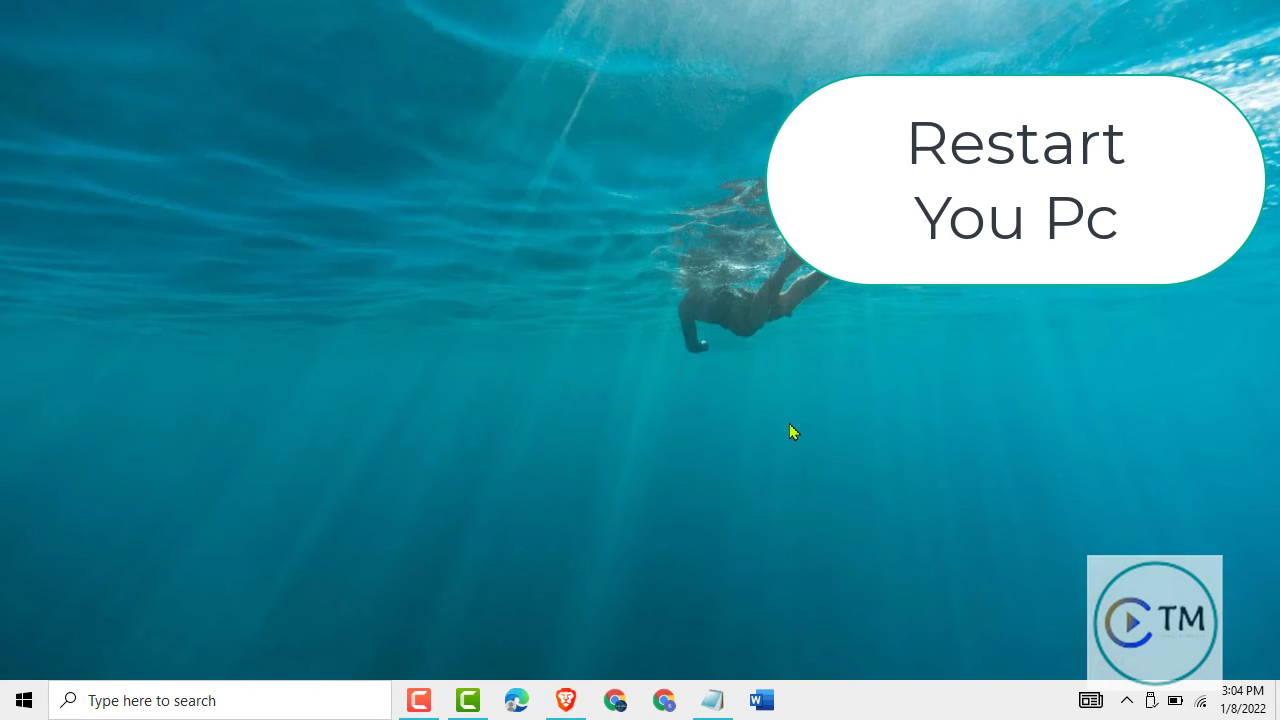 Restart
You Pc
TM
Type here to search
3:04 PM
1/8/2022